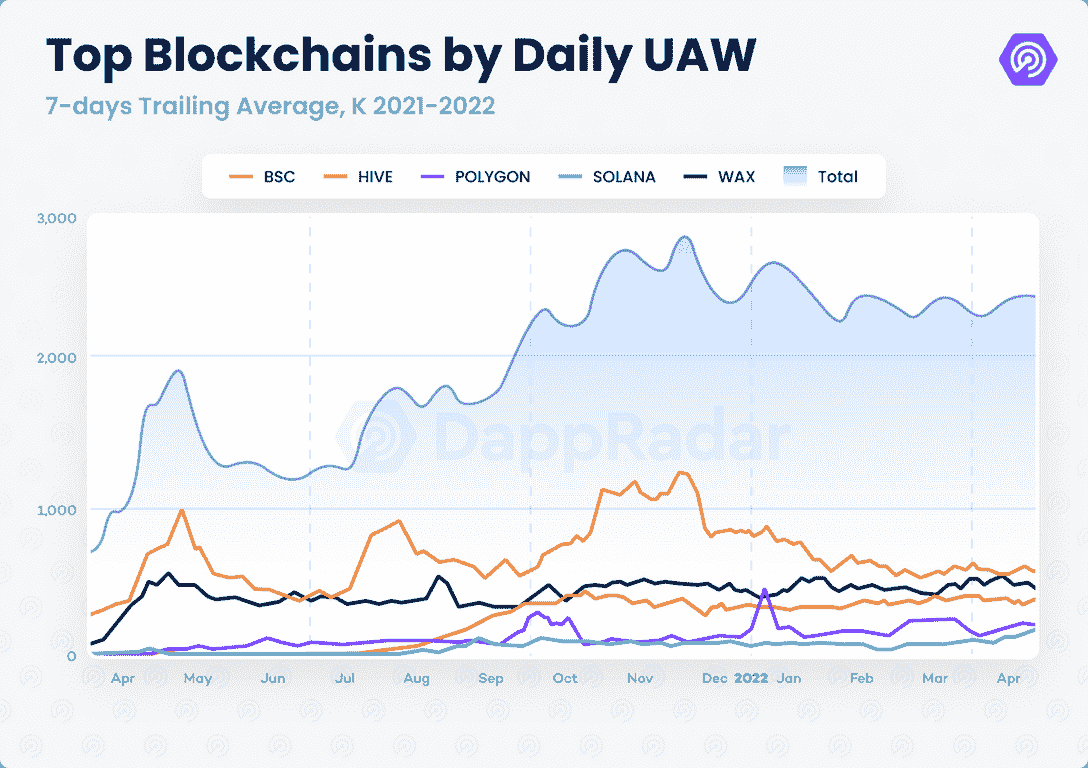 Top Blockchains by Daily UAW
7-days Trailing Average, K 2021-2022
BSC HIVE POLYGON SOLANA WAX Total
3,000
2,000
DappRadar
1,000
0
Apr May Jun Jul Aug Sep Oct Nov Dec 2022 Jan Feb Mar Apr